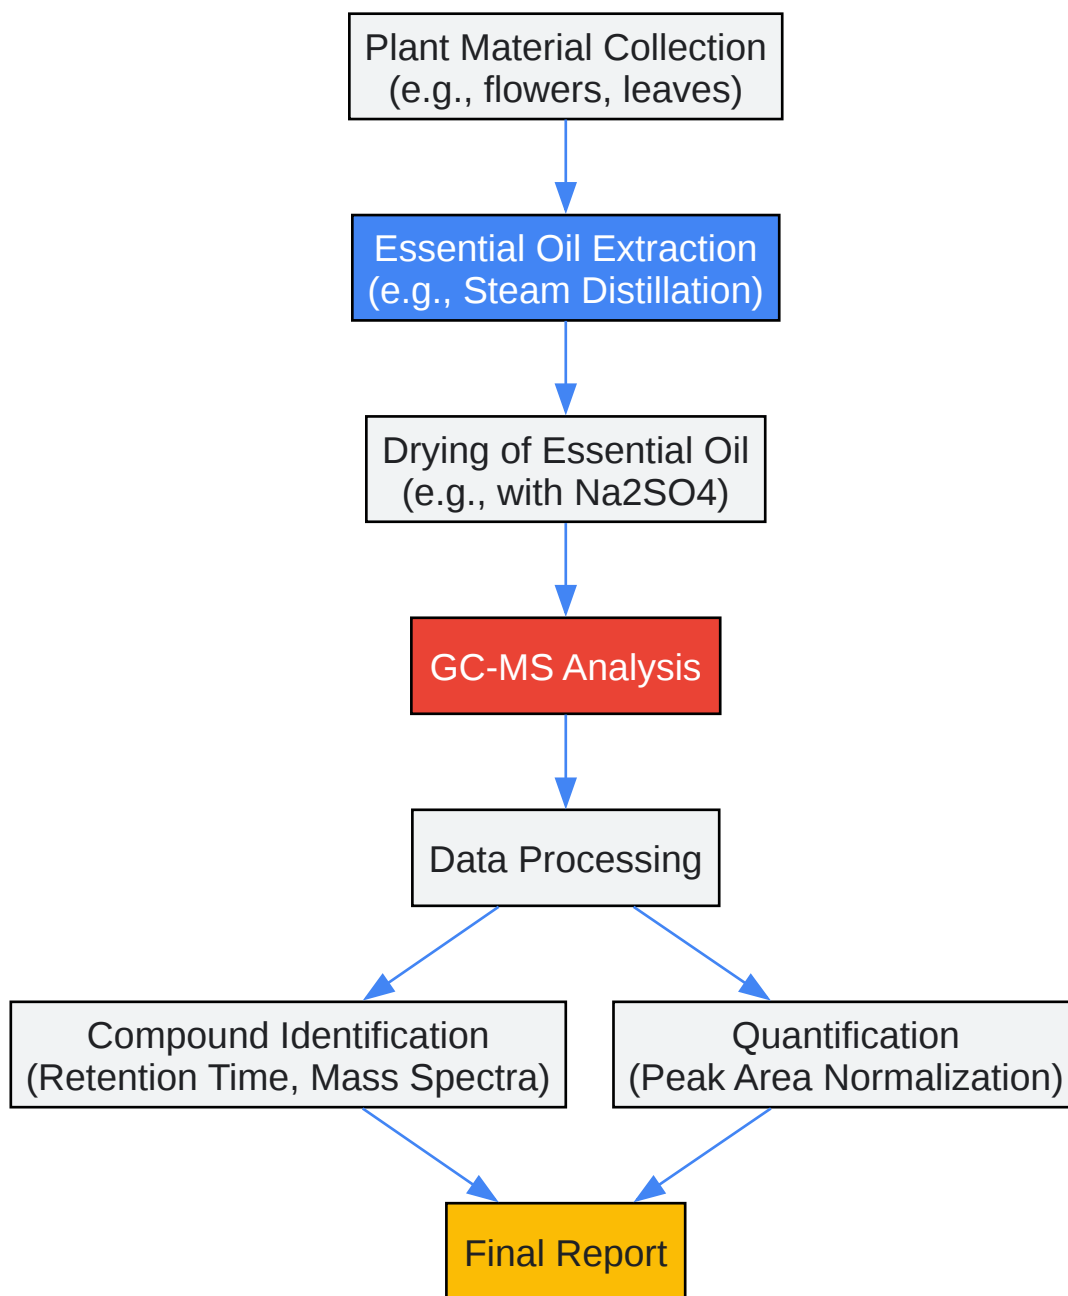 Plant Material Collection
(e.g., flowers, leaves)
Essential Oil Extraction
(e.g., Steam Distillation)
Drying of Essential Oil
(e.g., with Na2SO4)
GC-MS Analysis
Data Processing
Compound Identification
(Retention Time, Mass Spectra)
Quantification
(Peak Area Normalization)
Final Report